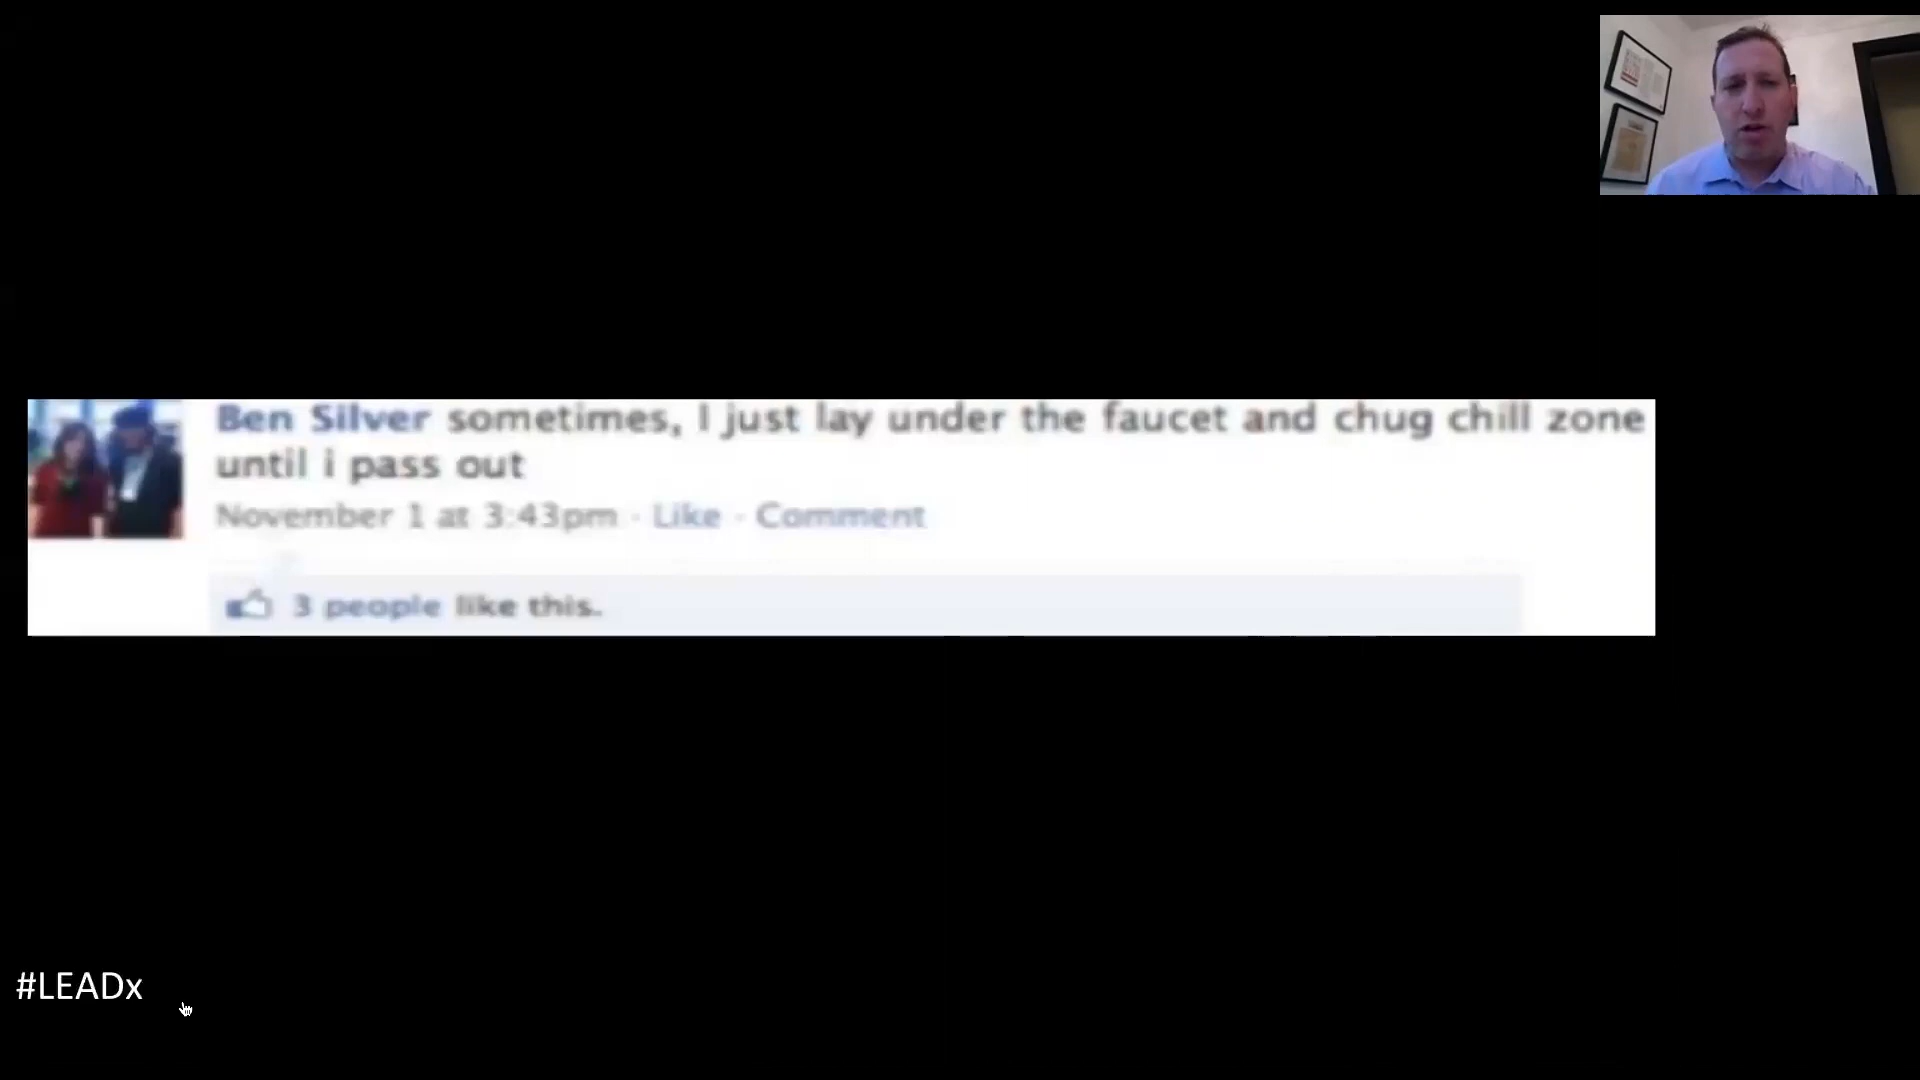 Ben Silver sometimes, I just lay under the faucet and chug chill zone
until i pass out
November 1 at 3:43pm · Like · Comment
3 people like this.
#LEADx